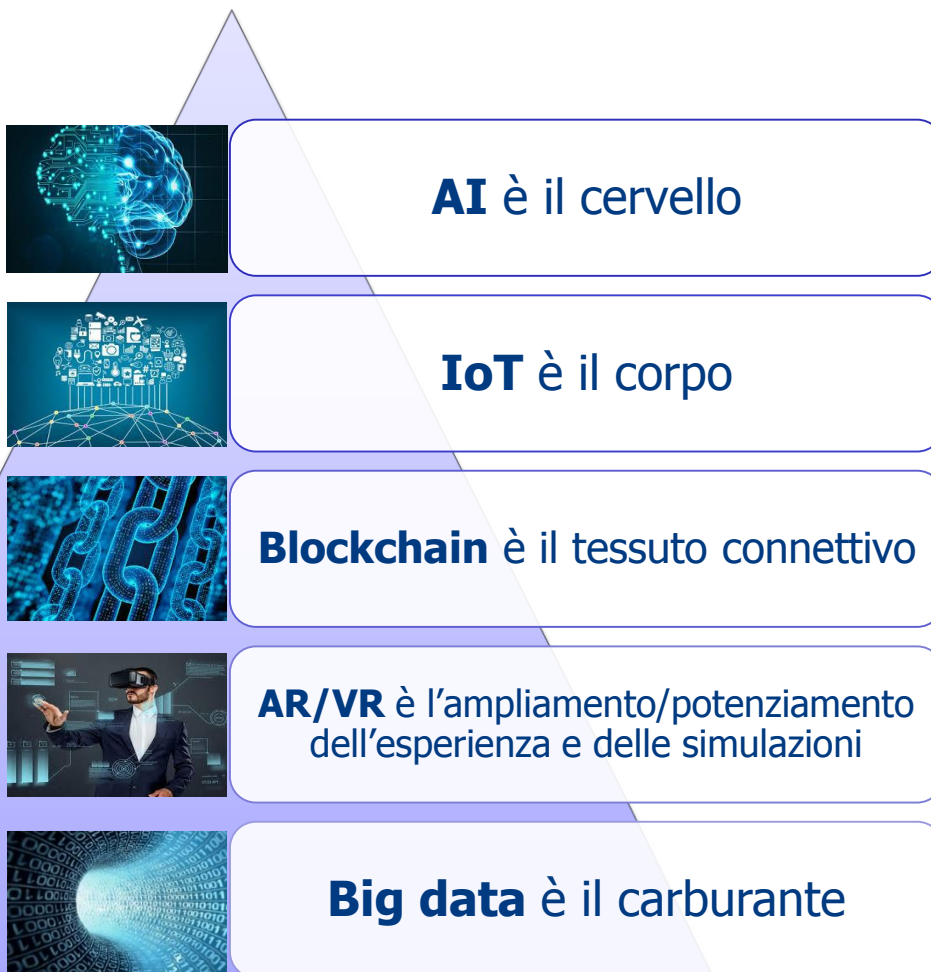 AI è il cervello
IoT è il corpo
Blockchain è il tessuto connettivo
AR/VR è l’ampliamento/potenziamento
dell’esperienza e delle simulazioni
Big data è il carburante